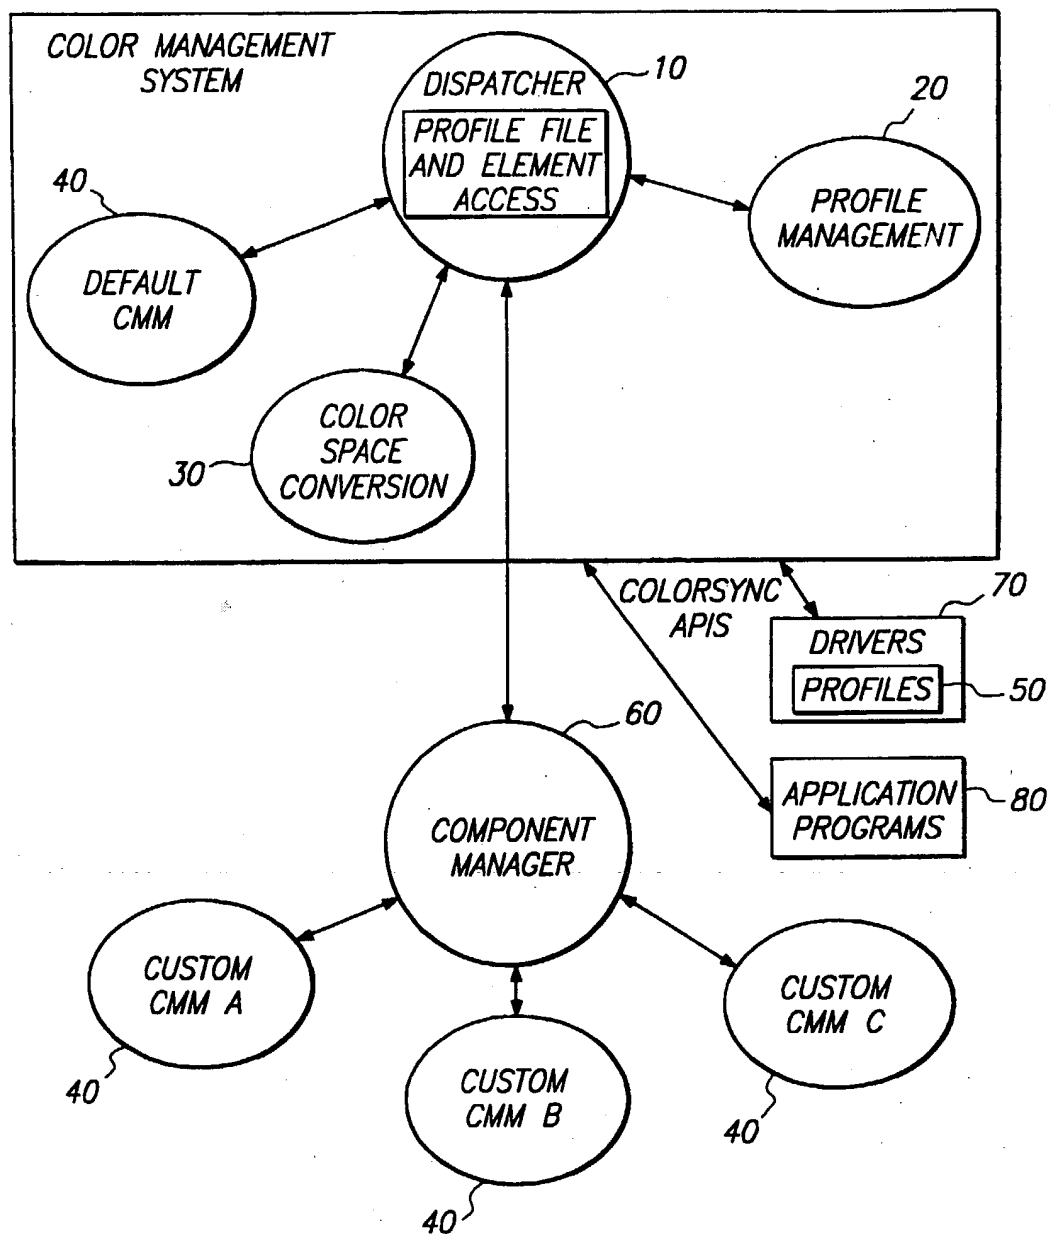 COLOR MANAGEMENT
SYSTEM
DISPATCHER
10
PROFILE FILE
AND ELEMENT
ACCESS
20
PROFILE
MANAGEMENT
40
DEFAULT
CMM
COLOR
SPACE
CONVERSION
30
COLORSYNC
APIS
70
DRIVERS
PROFILES
50
60
APPLICATION
PROGRAMS
80
COMPONENT
MANAGER
CUSTOM
CMM A
40
CUSTOM
CMM B
40
CUSTOM
CMM C
40